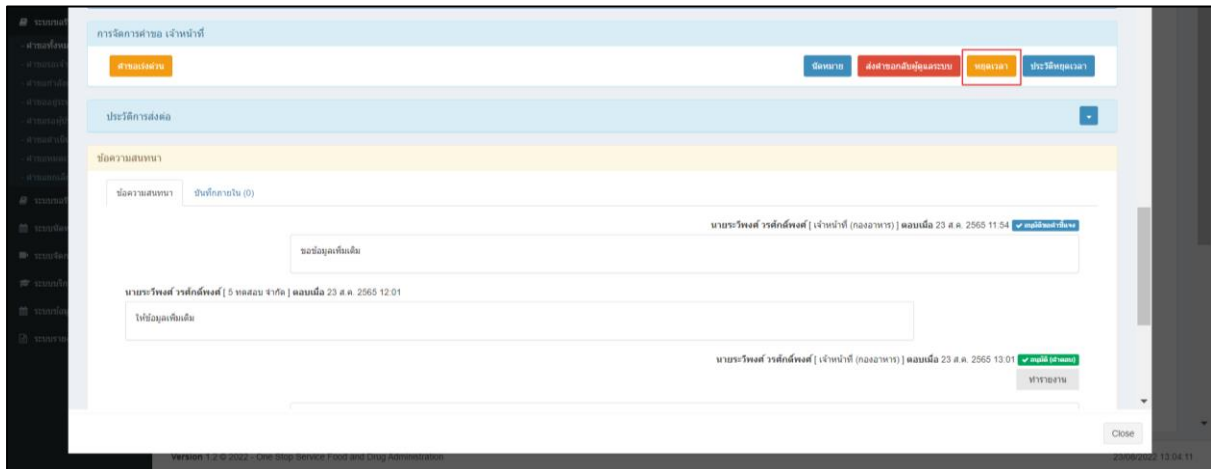 การจัดการคำขอ เจ้าหน้าที่
คำขอเร่งด่วน
นัดหมาย
ส่งคำขอกลับผู้ดูแลระบบ
หยุดเวลา
ประวัติหยุดเวลา
ประวัติการส่งต่อ
ข้อความสนทนา
ข้อความสนทนา
บันทึกภายใน (0)
นายระวีพงศ์ วรศักดิ์พงศ์ [ เจ้าหน้าที่ (กองอาหาร) ] ตอบเมื่อ 23 ส.ค. 2565 11:54
ขอข้อมูลเพิ่มเติม
นายระวีพงศ์ วรศักดิ์พงศ์ [ 5 ทดสอบ จำกัด ] ตอบเมื่อ 23 ส.ค. 2565 12:01
ให้ข้อมูลเพิ่มเติม
นายระวีพงศ์ วรศักดิ์พงศ์ [ เจ้าหน้าที่ (กองอาหาร) ] ตอบเมื่อ 23 ส.ค. 2565 13:01 อนุมัติ (คำตอบ)
ทำรายงาน
Close
Version 1.2 © 2022 - One Stop Service Food and Drug Administration
23/08/2022 13:04:11